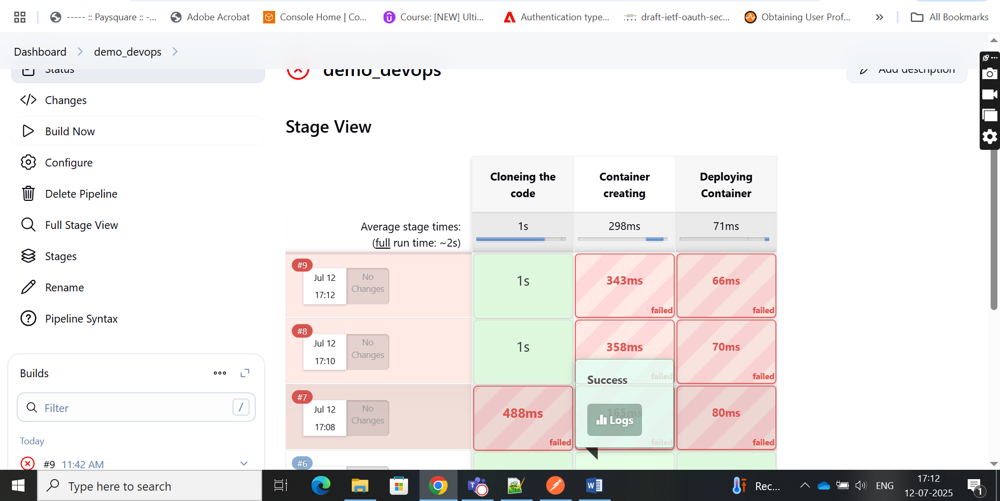 ----- :: Paysquare :: -...
Adobe Acrobat
Console Home | Co...
Course: [NEW] Ulti...
Authentication type...
draft-ietf-oauth-sec...
Obtaining User Prof...
All Bookmarks
Dashboard
demo_devops
Status
demo_devops
Add description
Changes
Build Now
Configure
Delete Pipeline
Full Stage View
Stages
Rename
Pipeline Syntax
Stage View
Cloneing the
code
Container
creating
Deploying
Container
Average stage times:
(full run time: ~2s)
1s
298ms
71ms
#9
Jul 12
17:12
No
Changes
1s
343ms
failed
66ms
failed
#8
Jul 12
17:10
No
Changes
1s
358ms
failed
70ms
failed
#7
Jul 12
17:08
No
Changes
488ms
failed
Success
165ms
Logs
failed
80ms
failed
#6
Builds
Filter
/
Today
#9 11:42 AM
Type here to search
Rec...
ENG
17:12
12-07-2025
1